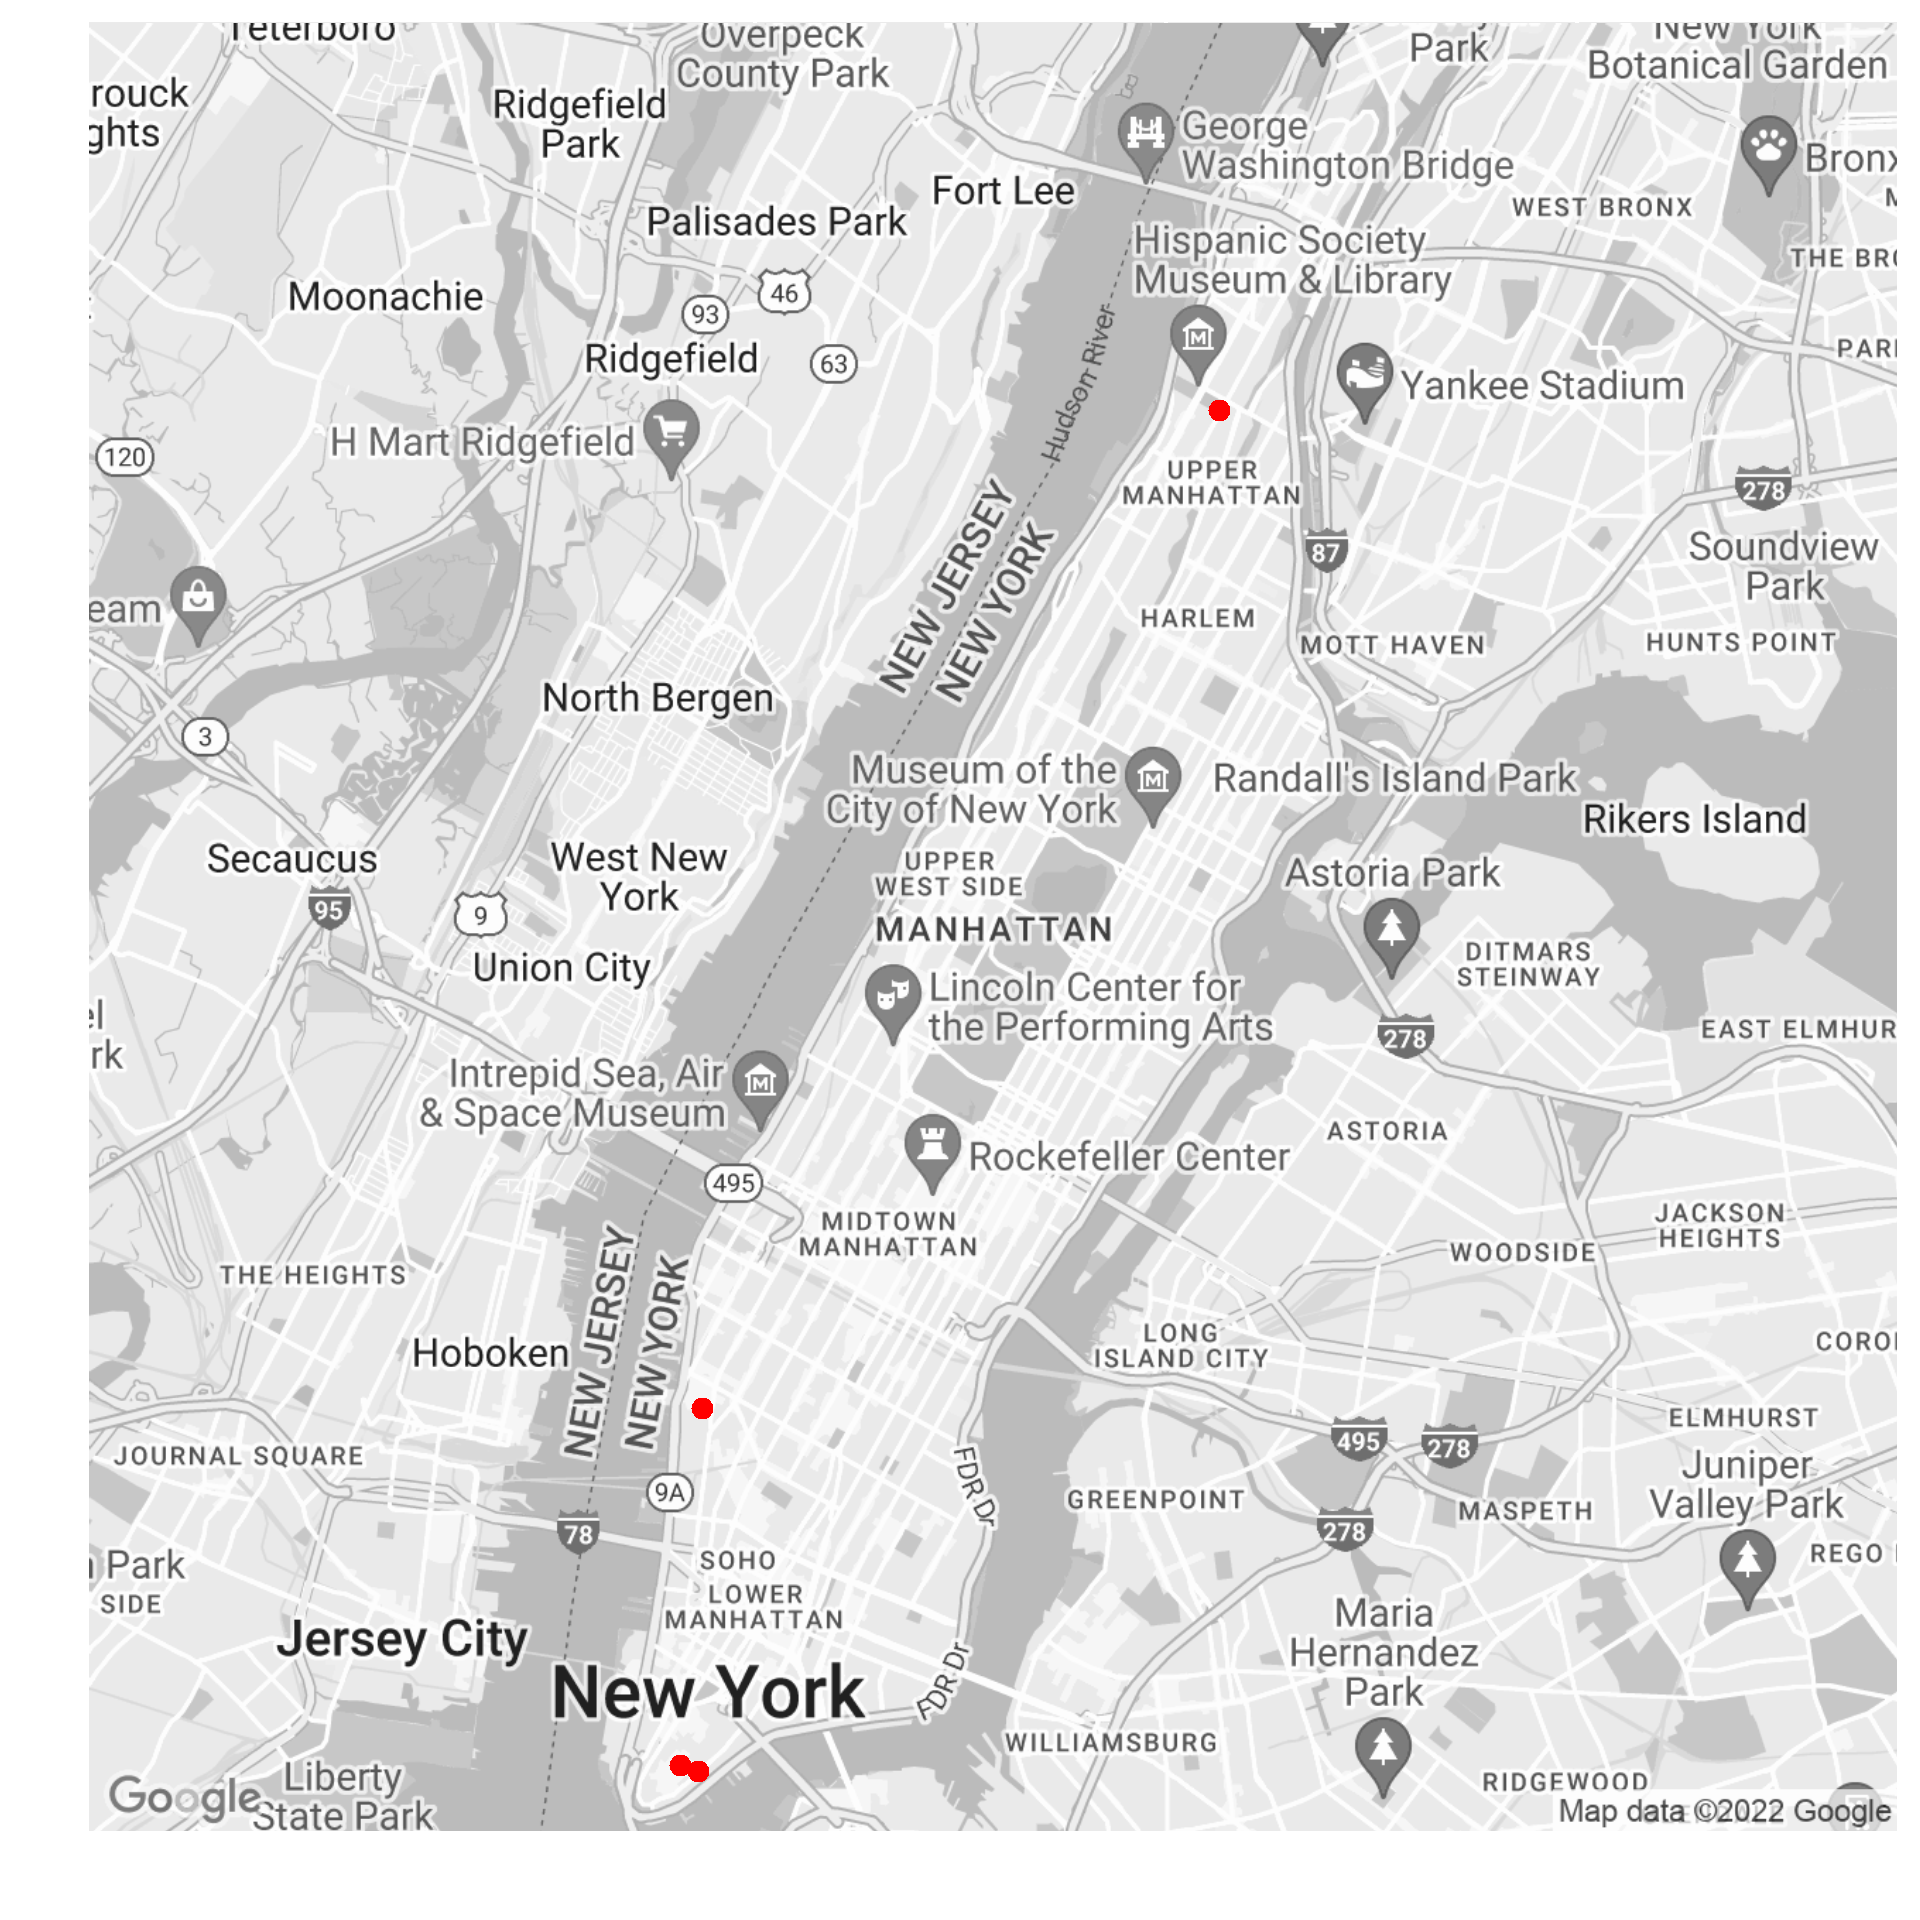 Teterboro
Overpeck
County Park
Park
New York
Botanical Garden
rouck
ghts
Ridgefield
Park
George
Washington Bridge
Bronx
Fort Lee
WEST BRONX
Palisades Park
Hispanic Society
Museum & Library
THE BRO
Moonachie
46
93
Hudson River
Ridgefield
63
PARK
Yankee Stadium
H Mart Ridgefield
120
UPPER
MANHATTAN
278
87
NEW JERSEY
NEW YORK
Soundview
Park
eam
HARLEM
MOTT HAVEN
HUNTS POINT
North Bergen
3
Museum of the
City of New York
Randall's Island Park
Rikers Island
Secaucus
West New
York
UPPER
WEST SIDE
Astoria Park
95
9
MANHATTAN
DITMARS
STEINWAY
Union City
Lincoln Center for
the Performing Arts
el
rk
278
EAST ELMHUR
Intrepid Sea, Air
& Space Museum
ASTORIA
Rockefeller Center
495
MIDTOWN
MANHATTAN
JACKSON
HEIGHTS
WOODSIDE
THE HEIGHTS
NEW JERSEY
NEW YORK
Hoboken
LONG
ISLAND CITY
COROI
ELMHURST
495
278
JOURNAL SQUARE
FDR Dr
Juniper
Valley Park
9A
GREENPOINT
MASPETH
78
278
SOHO
Park
SIDE
REGO
LOWER
MANHATTAN
Maria
Hernandez
Park
Jersey City
New York
FDR Dr
WILLIAMSBURG
Liberty
State Park
RIDGEWOOD
Google
Map data ©2022 Google